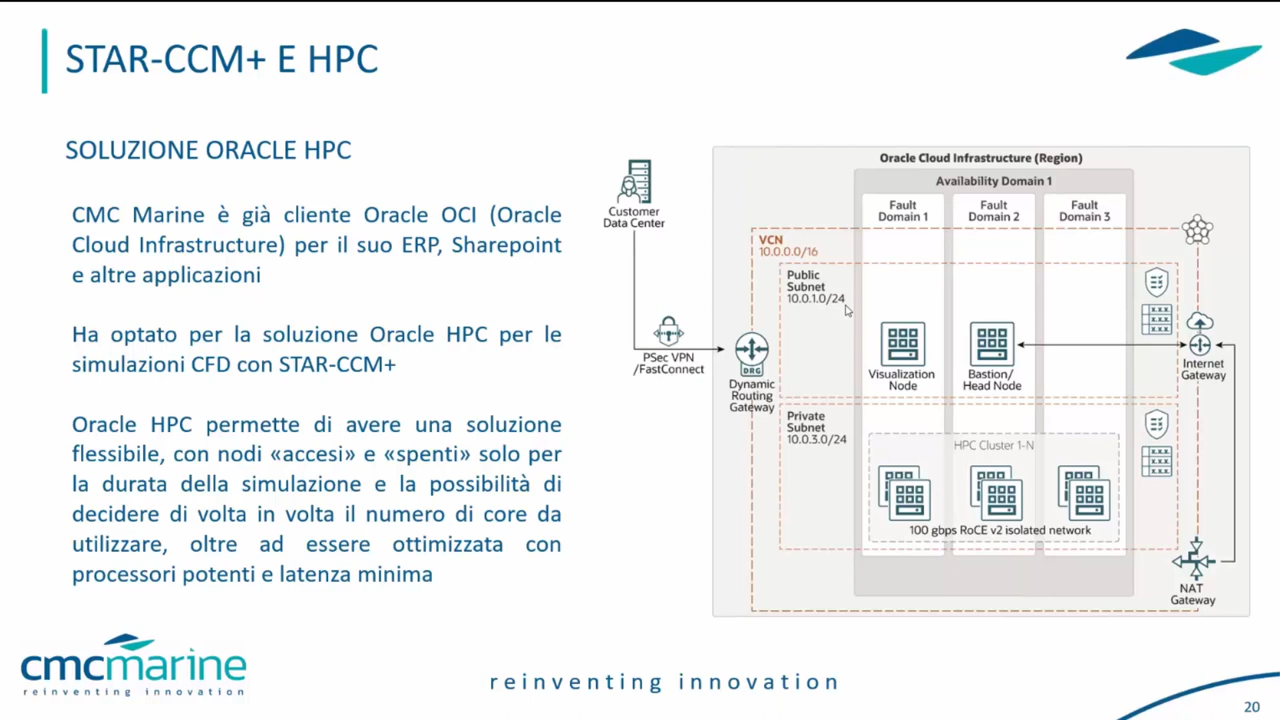 STAR-CCM+ E HPC
SOLUZIONE ORACLE HPC
CMC Marine è già cliente Oracle OCI (Oracle
Cloud Infrastructure) per il suo ERP, Sharepoint
e altre applicazioni
Ha optato per la soluzione Oracle HPC per le
simulazioni CFD con STAR-CCM+
Oracle HPC permette di avere una soluzione
flessibile, con nodi «accesi» e «spenti» solo per
la durata della simulazione e la possibilità di
decidere di volta in volta il numero di core da
utilizzare, oltre ad essere ottimizzata con
processori potenti e latenza minima
Customer
Data Center
PSec VPN
/FastConnect
Oracle Cloud Infrastructure (Region)
Availability Domain 1
Fault
Domain 1
Fault
Domain 2
Fault
Domain 3
VCN
10.0.0.0/16
Public
Subnet
10.0.1.0/24
DRG
Dynamic
Routing
Gateway
Visualization
Node
Bastion/
Head Node
Internet
Gateway
Private
Subnet
10.0.3.0/24
HPC Cluster 1-N
100 gbps RoCE v2 isolated network
X.X.X.
X.X.X.
X.X.X.
X.X.X.
NAT
Gateway
cmcmarine
reinventing innovation
reinventing innovation
20